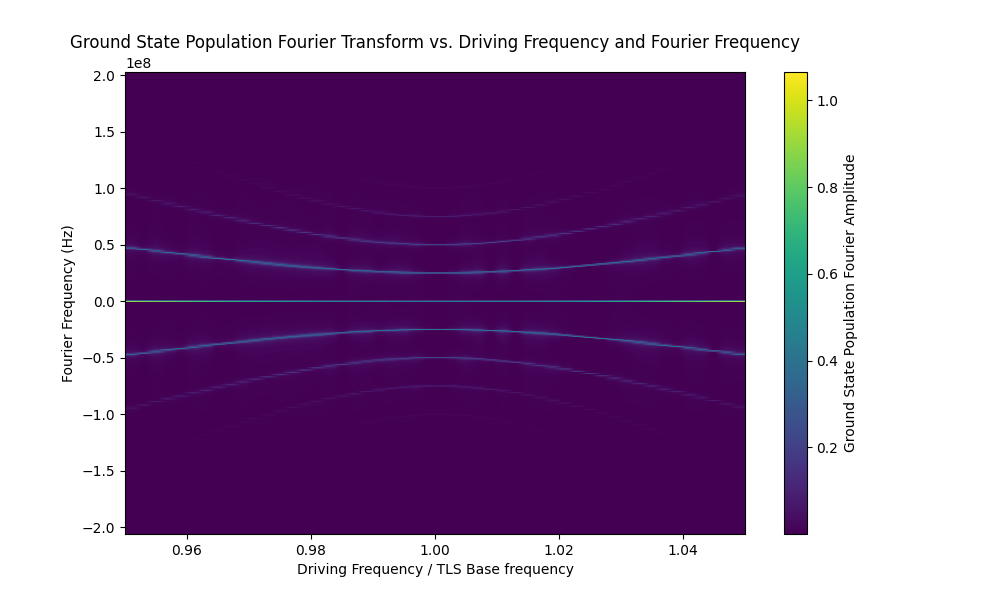 Ground State Population Fourier Transform vs. Driving Frequency and Fourier Frequency
1e8
2.0
1.5
1.0
0.5
0.0
−0.5
−1.0
−1.5
−2.0
Fourier Frequency (Hz)
0.96 0.98 1.00 1.02 1.04
Driving Frequency / TLS Base frequency
1.0
0.8
0.6
0.4
0.2
Ground State Population Fourier Amplitude